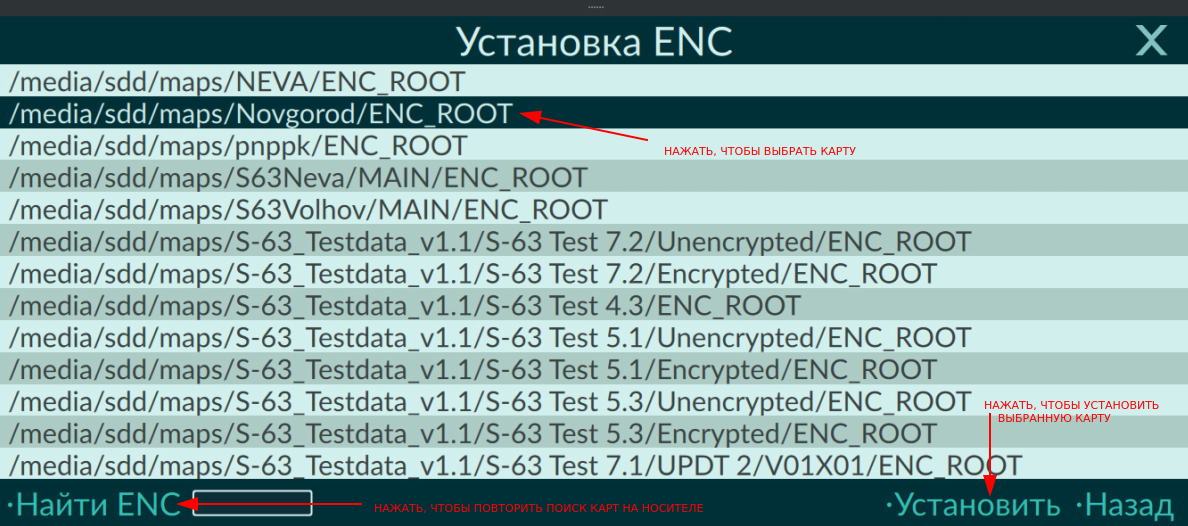 Установка ENC X
/media/sdd/maps/NEVA/ENC_ROOT
/media/sdd/maps/Novgorod/ENC_ROOT
/media/sdd/maps/pnppk/ENC_ROOT
НАЖАТЬ, ЧТОБЫ ВЫБРАТЬ КАРТУ
/media/sdd/maps/S63Neva/MAIN/ENC_ROOT
/media/sdd/maps/S63Volhov/MAIN/ENC_ROOT
/media/sdd/maps/S-63_Testdata_v1.1/S-63 Test 7.2/Unencrypted/ENC_ROOT
/media/sdd/maps/S-63_Testdata_v1.1/S-63 Test 7.2/Encrypted/ENC_ROOT
/media/sdd/maps/S-63_Testdata_v1.1/S-63 Test 4.3/ENC_ROOT
/media/sdd/maps/S-63_Testdata_v1.1/S-63 Test 5.1/Unencrypted/ENC_ROOT
/media/sdd/maps/S-63_Testdata_v1.1/S-63 Test 5.1/Encrypted/ENC_ROOT
/media/sdd/maps/S-63_Testdata_v1.1/S-63 Test 5.3/Unencrypted/ENC_ROOT
НАЖАТЬ, ЧТОБЫ УСТАНОВИТЬ
ВЫБРАННУЮ КАРТУ
/media/sdd/maps/S-63_Testdata_v1.1/S-63 Test 5.3/Encrypted/ENC_ROOT
/media/sdd/maps/S-63_Testdata_v1.1/S-63 Test 7.1/UPDT 2/V01X01/ENC_ROOT
·Найти ENC
НАЖАТЬ, ЧТОБЫ ПОВТОРИТЬ ПОИСК КАРТ НА НОСИТЕЛЕ
·Установить ·Назад